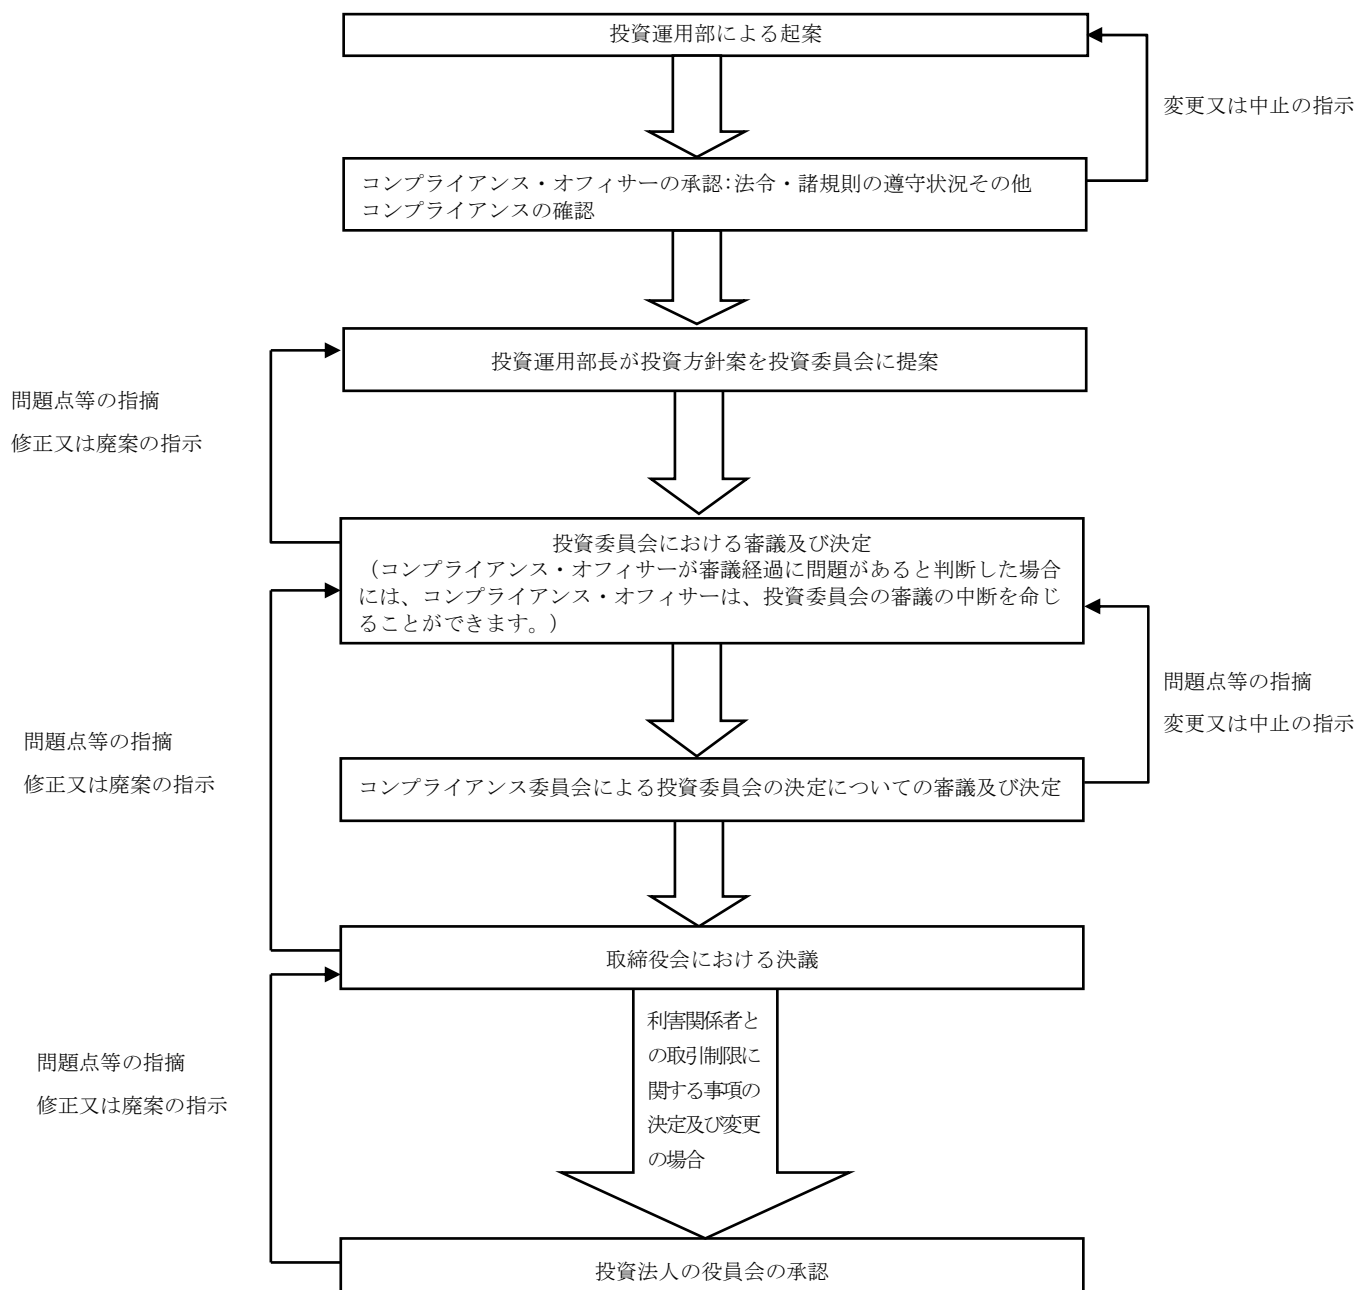 投資運用部による起案
変更又は中止の指示
コンプライアンス・オフィサーの承認:法令・諸規則の遵守状況その他
コンプライアンスの確認
投資運用部長が投資方針案を投資委員会に提案
問題点等の指摘
修正又は廃案の指示
投資委員会における審議及び決定
（コンプライアンス・オフィサーが審議経過に問題があると判断した場合
には、コンプライアンス・オフィサーは、投資委員会の審議の中断を命じ
ることができます。）
問題点等の指摘
変更又は中止の指示
問題点等の指摘
修正又は廃案の指示
コンプライアンス委員会による投資委員会の決定についての審議及び決定
取締役会における決議
利害関係者と
の取引制限に
関する事項の
決定及び変更
の場合
問題点等の指摘
修正又は廃案の指示
投資法人の役員会の承認